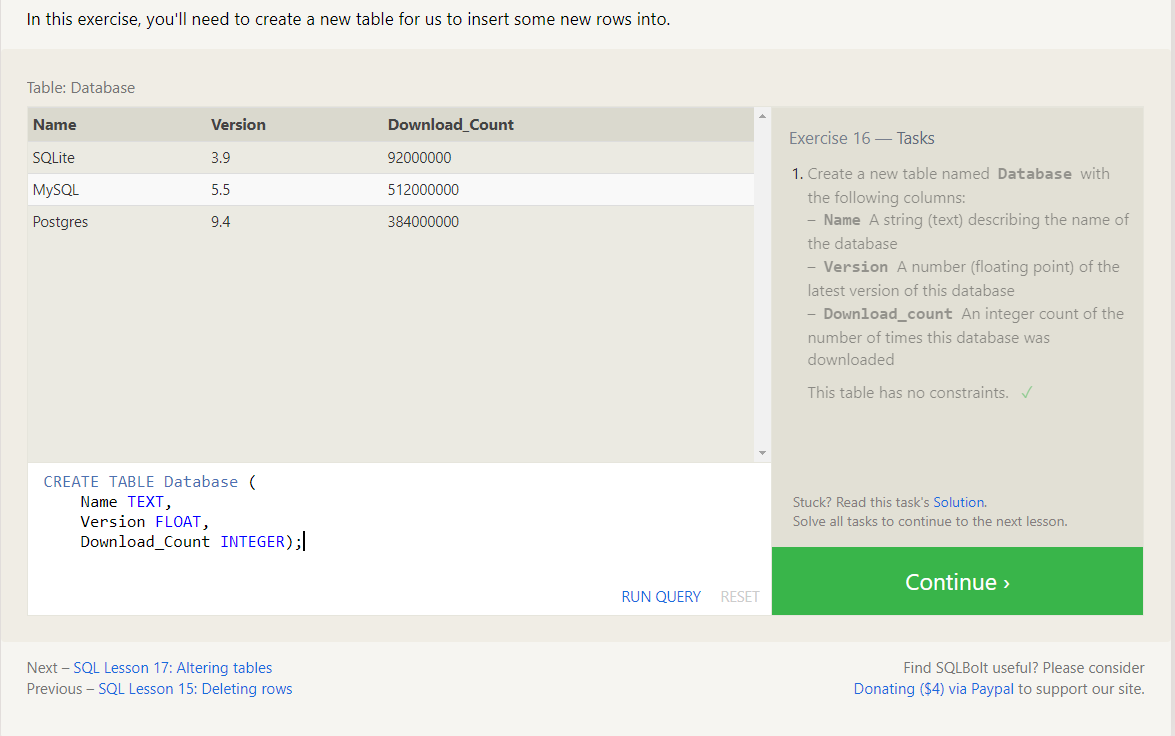 In this exercise, you'll need to create a new table for us to insert some new rows into.
Table: Database
Name Version Download_Count
SQLite 3.9 92000000
MySQL 5.5 512000000
Postgres 9.4 384000000
CREATE TABLE Database (
    Name TEXT,
    Version FLOAT,
    Download_Count INTEGER);
RUN QUERY RESET
Exercise 16 — Tasks
1. Create a new table named Database with
the following columns:
– Name A string (text) describing the name of
the database
– Version A number (floating point) of the
latest version of this database
– Download_count An integer count of the
number of times this database was
downloaded
This table has no constraints. ✓
Stuck? Read this task's Solution.
Solve all tasks to continue to the next lesson.
Continue ›
Next – SQL Lesson 17: Altering tables
Previous – SQL Lesson 15: Deleting rows
Find SQLBolt useful? Please consider
Donating ($4) via Paypal to support our site.